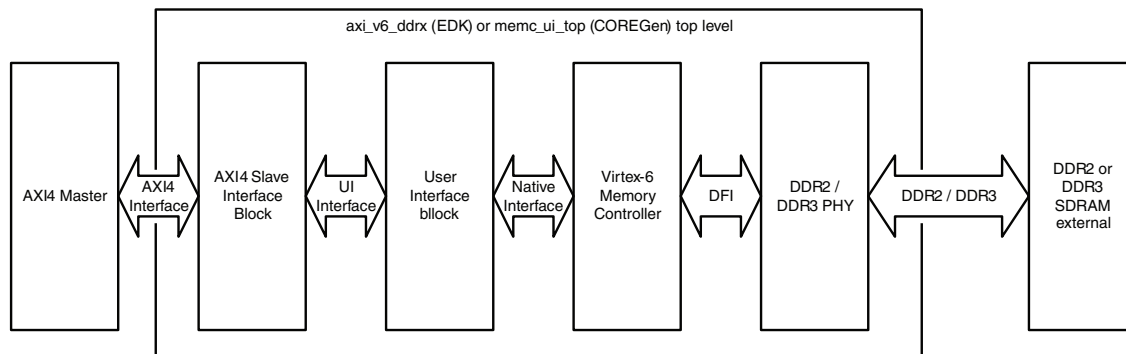 axi_v6_ddrx (EDK) or memc_ui_top (COREGen) top level
AXI4 Master
AXI4
Interface
AXI4 Slave
Interface
Block
UI
Interface
User
Interface
bllock
Native
Interface
Virtex-6
Memory
Controller
DFI
DDR2 /
DDR3 PHY
DDR2 / DDR3
DDR2 or
DDR3
SDRAM
external